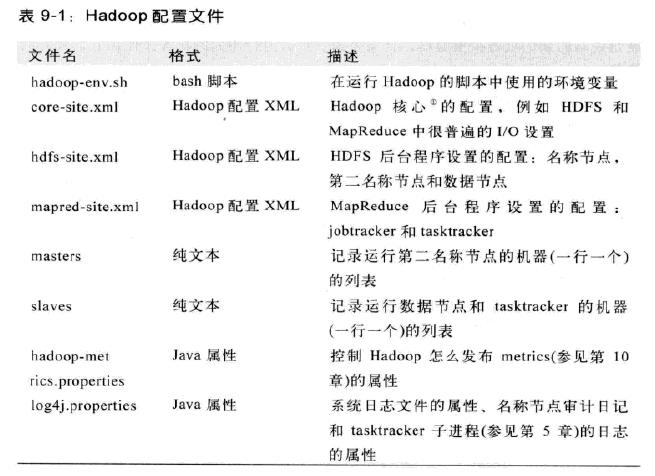 表 9-1：Hadoop 配置文件
文件名 格式 描述
hadoop-env.sh bash 脚本 在运行 Hadoop 的脚本中使用的环境变量
core-site.xml Hadoop 配置 XML Hadoop 核心①的配置，例如 HDFS 和
MapReduce 中很普遍的 I/O 设置
hdfs-site.xml Hadoop 配置 XML HDFS 后台程序设置的配置：名称节点，
第二名称节点和数据节点
mapred-site.xml Hadoop 配置 XML MapReduce 后台程序设置的配置：
jobtracker 和 tasktracker
masters 纯文本 记录运行第二名称节点的机器(一行一个)
的列表
slaves 纯文本 记录运行数据节点和 tasktracker 的机器
(一行一个)的列表
hadoop-met Java 属性 控制 Hadoop 怎么发布 metrics(参见第 10
rics.properties 章)的属性
log4j.properties Java 属性 系统日志文件的属性、名称节点审计日记
和 tasktracker 子进程(参见第 5 章)的日志
的属性